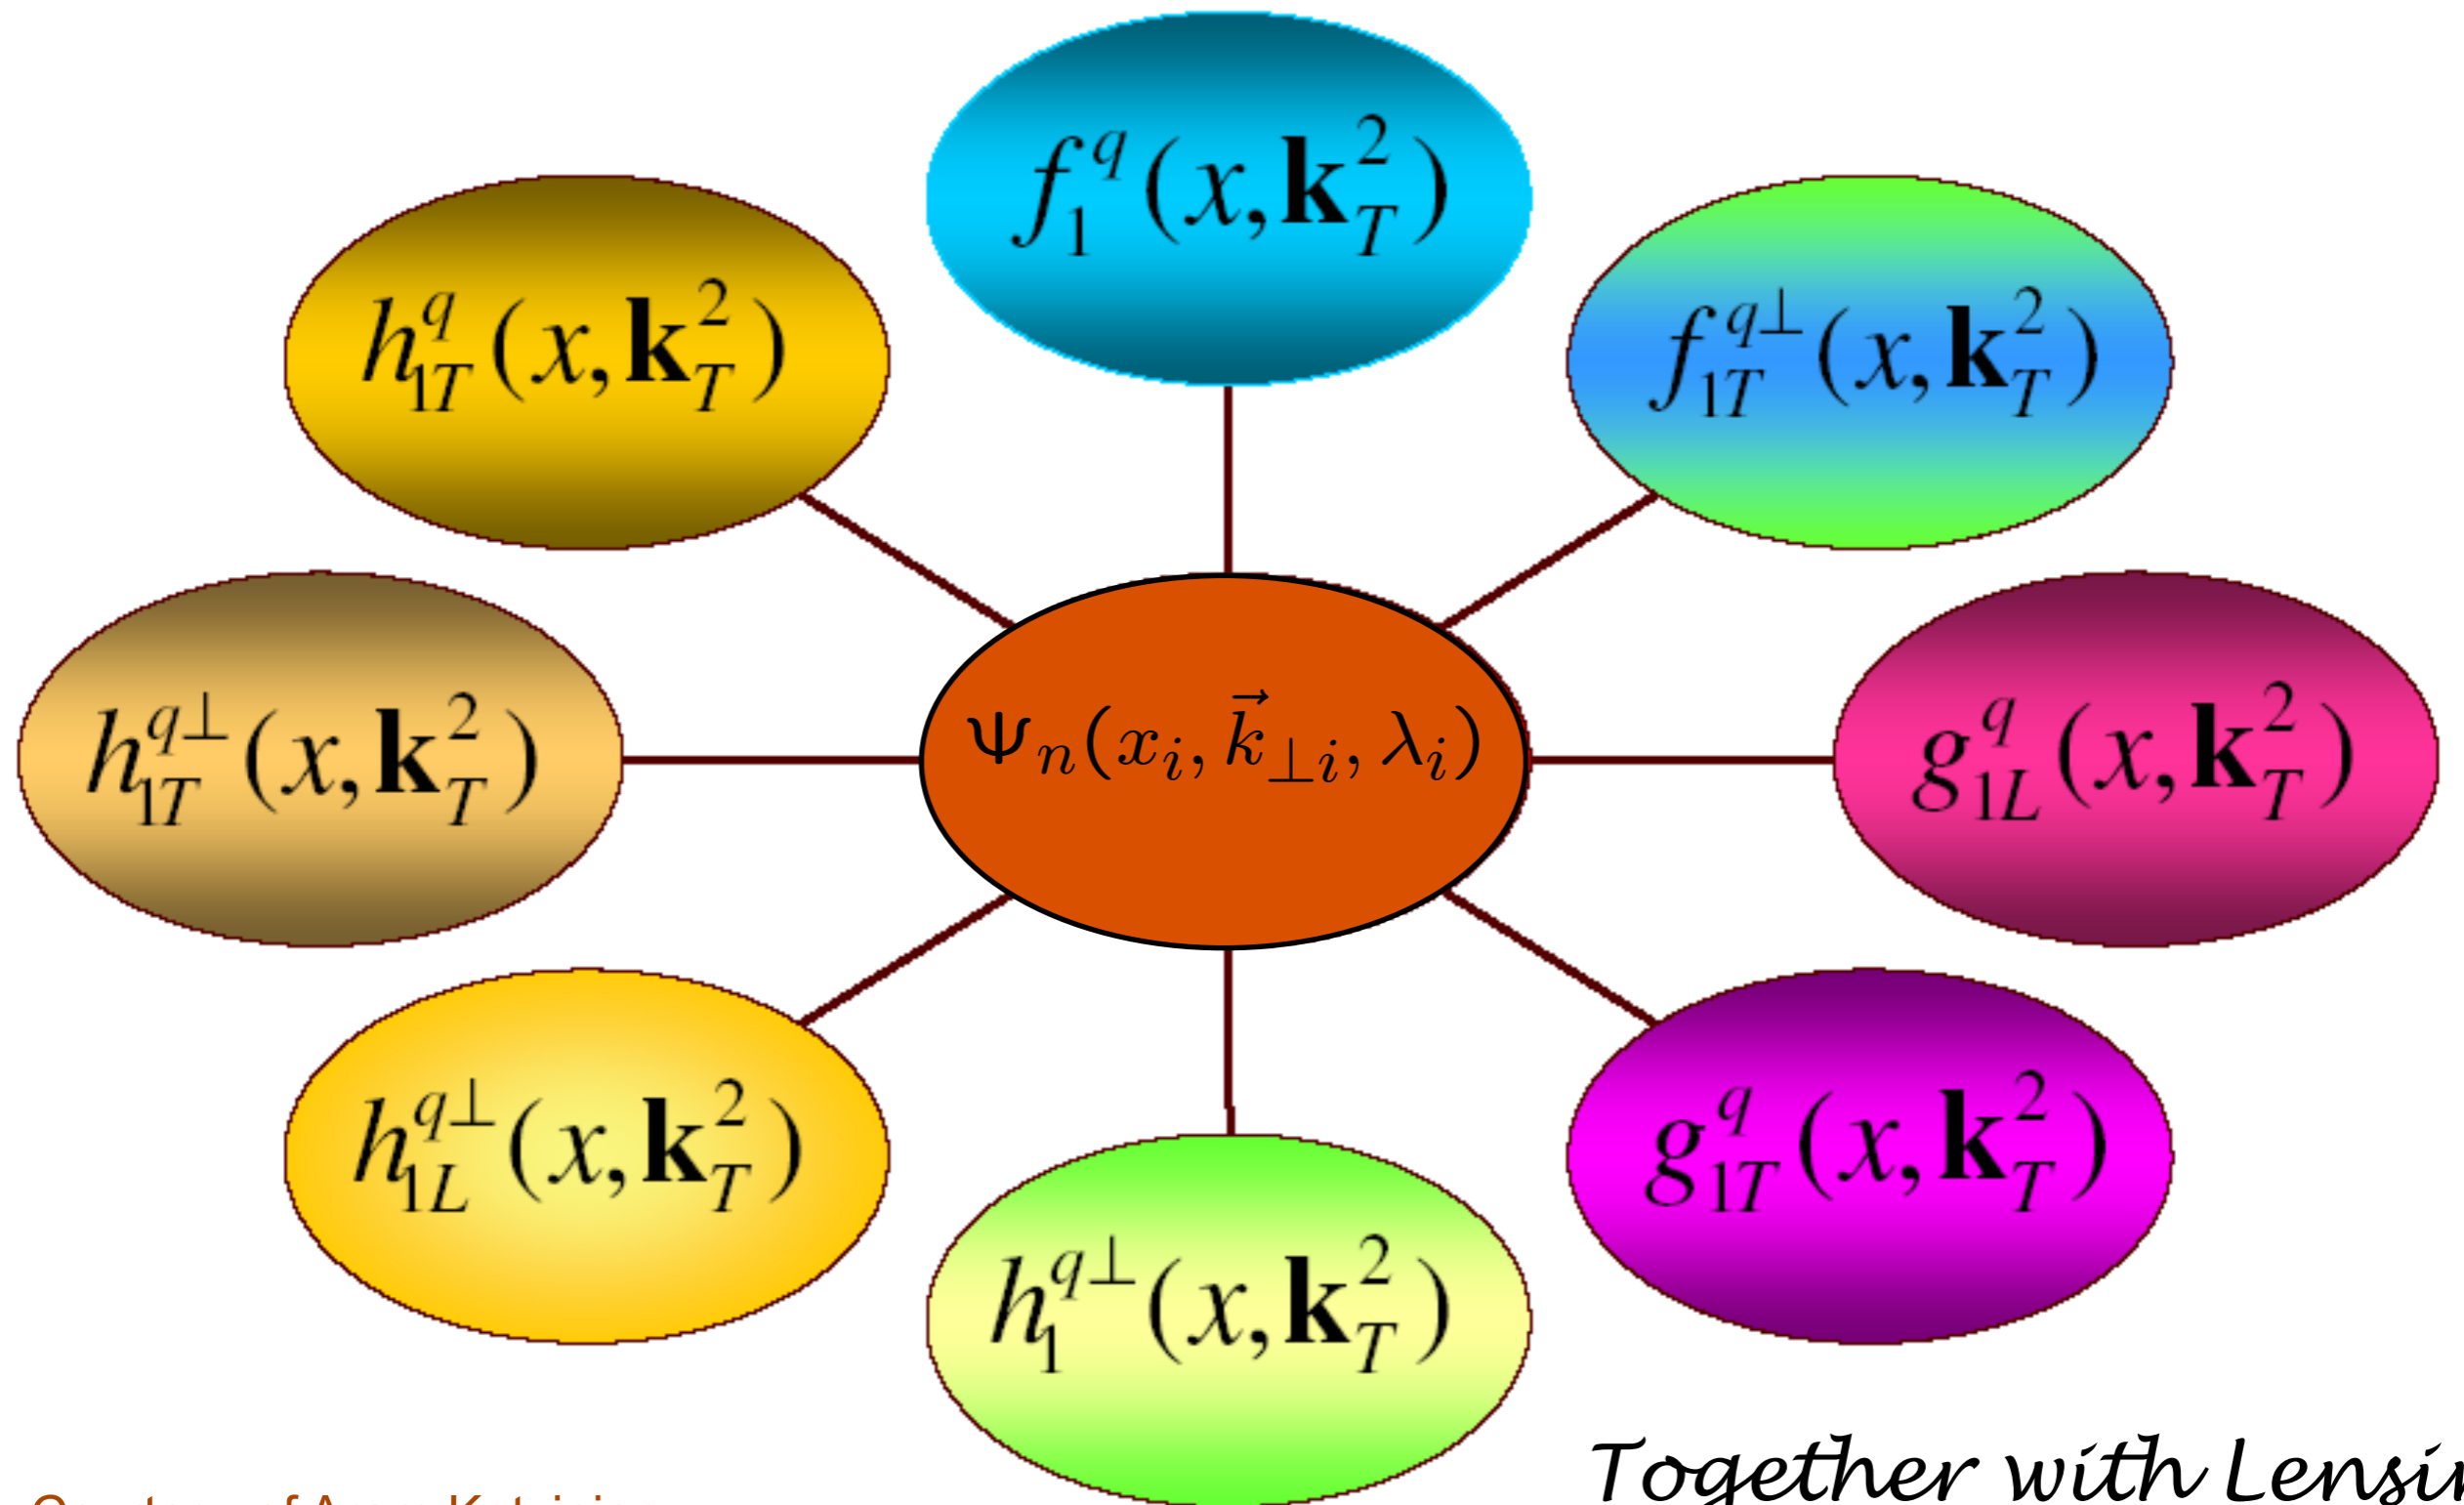 f_1^q(x,𝐤_T^2)
h_{1T}^q(x,𝐤_T^2)
f_{1T}^{q⊥}(x,𝐤_T^2)
Ψ_n(x_i, \vec{k}_{⊥i}, λ_i)
h_{1T}^{q⊥}(x,𝐤_T^2)
g_{1L}^q(x,𝐤_T^2)
h_{1L}^{q⊥}(x,𝐤_T^2)
g_{1T}^q(x,𝐤_T^2)
h_1^{q⊥}(x,𝐤_T^2)
Together with